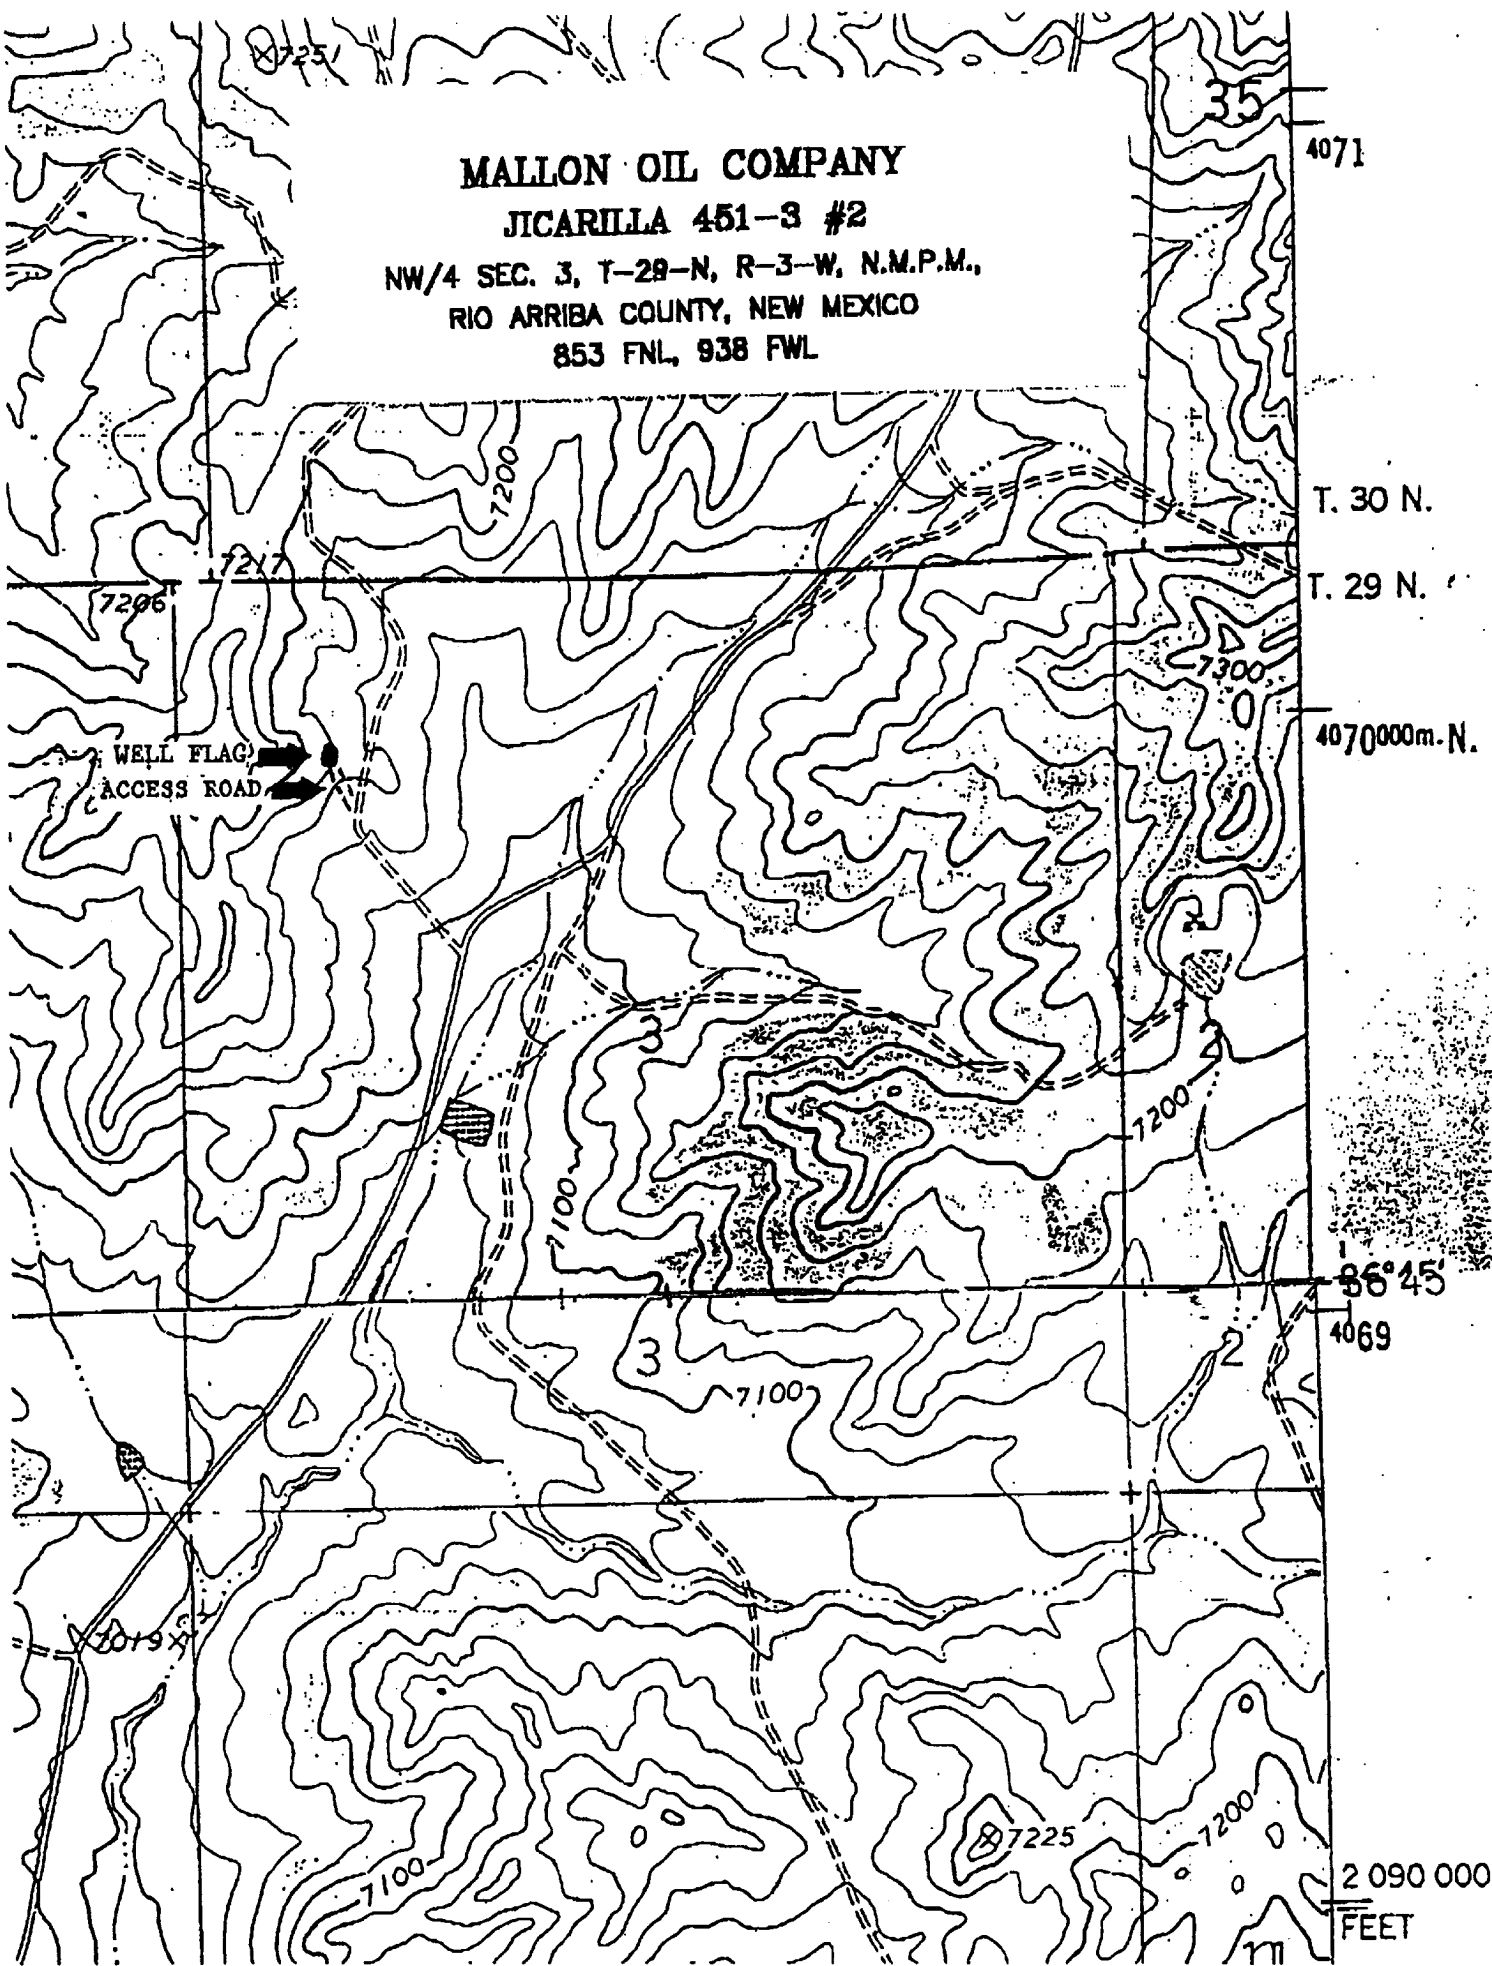 7251
35
4071
MALLON OIL COMPANY
JICARILLA 451-3 #2
NW/4 SEC. 3, T-29-N, R-3-W, N.M.P.M.,
RIO ARRIBA COUNTY, NEW MEXICO
853 FNL, 938 FWL
7200
T. 30 N.
7217
7206
T. 29 N.
7300
4070000m. N.
WELL FLAG
ACCESS ROAD
3
2
7200
7100
36°45'
4069
3
2
7100
7019
7225
7200
7100
2 090 000
FEET